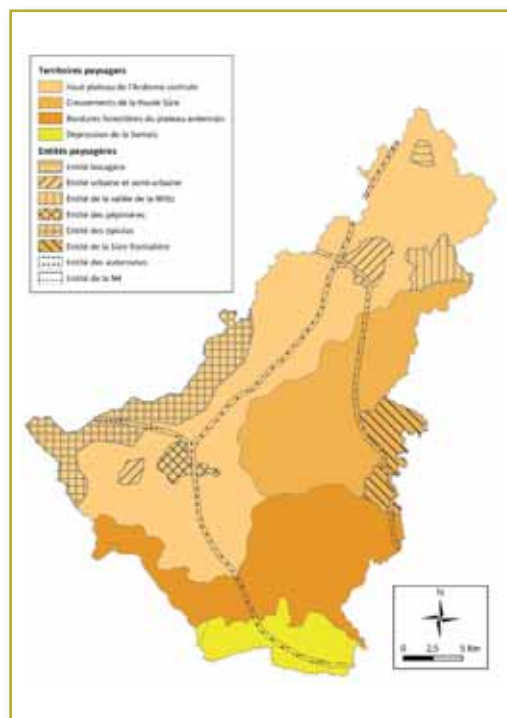 Territoires paysagers
Haut plateau de l'Ardenne centrale
Creusements de la Haute Sûre
Bordures forestières du plateau ardennais
Dépression de la Semois
Entités paysagères
Entité bocagère
Entité urbaine et semi-urbaine
Entité de la vallée de la Wiltz
Entité des pépinières
Entité des épicéas
Entité de la Sûre frontalière
Entité des autoroutes
Entité de la N4
N
0 2,5 5 Km